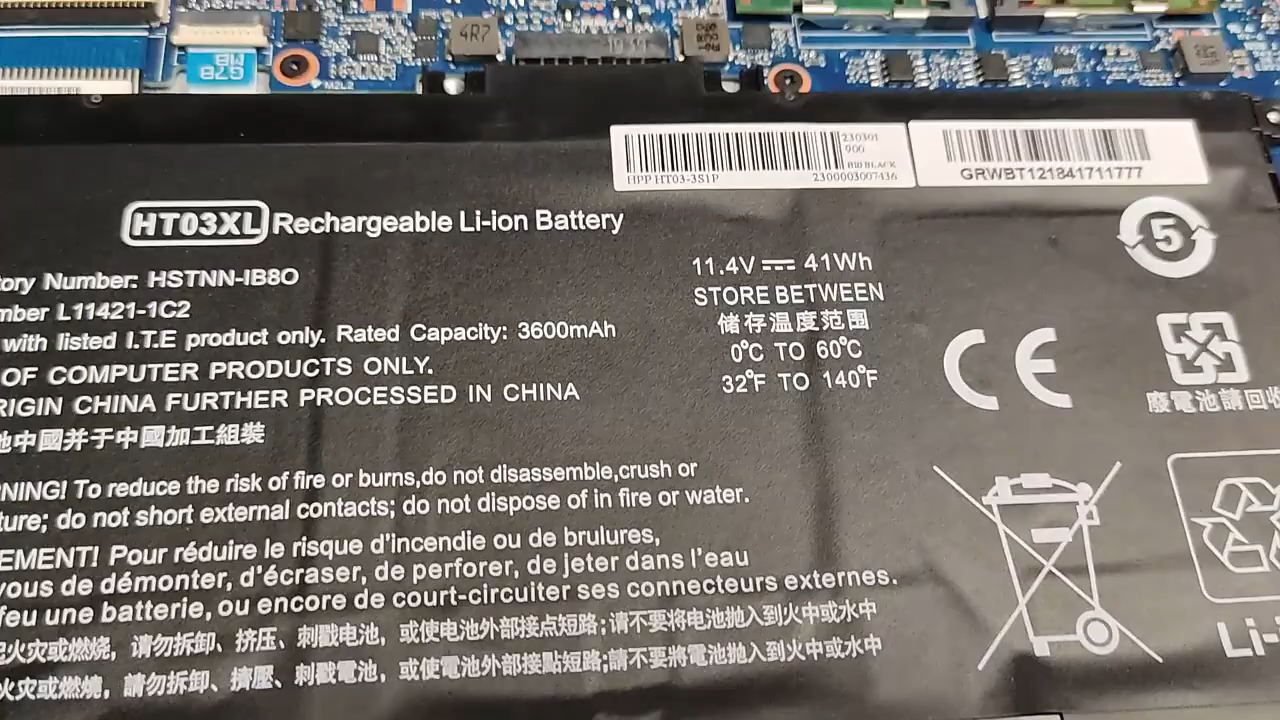 4R7
G7B
MB
M2L2
230301
900
BIB BLACK
HPP HT03-3S1P
2300003007436
GRWBT121841711777
HT03XL Rechargeable Li-ion Battery
5
tory Number: HSTNN-IB8O
mber L11421-1C2
with listed I.T.E product only. Rated Capacity: 3600mAh
OF COMPUTER PRODUCTS ONLY.
RIGIN CHINA FURTHER PROCESSED IN CHINA
地中國并于中國加工組裝
11.4V 41Wh
STORE BETWEEN
储存温度范围
0°C TO 60°C
32°F TO 140°F
CE
廢電池請回收
RNING! To reduce the risk of fire or burns,do not disassemble,crush or
ture; do not short external contacts; do not dispose of in fire or water.
EMENT! Pour réduire le risque d'incendie ou de brulures,
vous de démonter, d'écraser, de perforer, de jeter dans l'eau
feu une batterie, ou encore de court-circuiter ses connecteurs externes.
火灾或燃烧，请勿拆卸、挤压、刺戳电池，或使电池外部接点短路;请不要将电池抛入到火中或水中
火灾或燃燒，請勿拆卸、擠壓、刺戳電池，或使電池外部接點短路;請不要將電池抛入到火中或水中
Li-